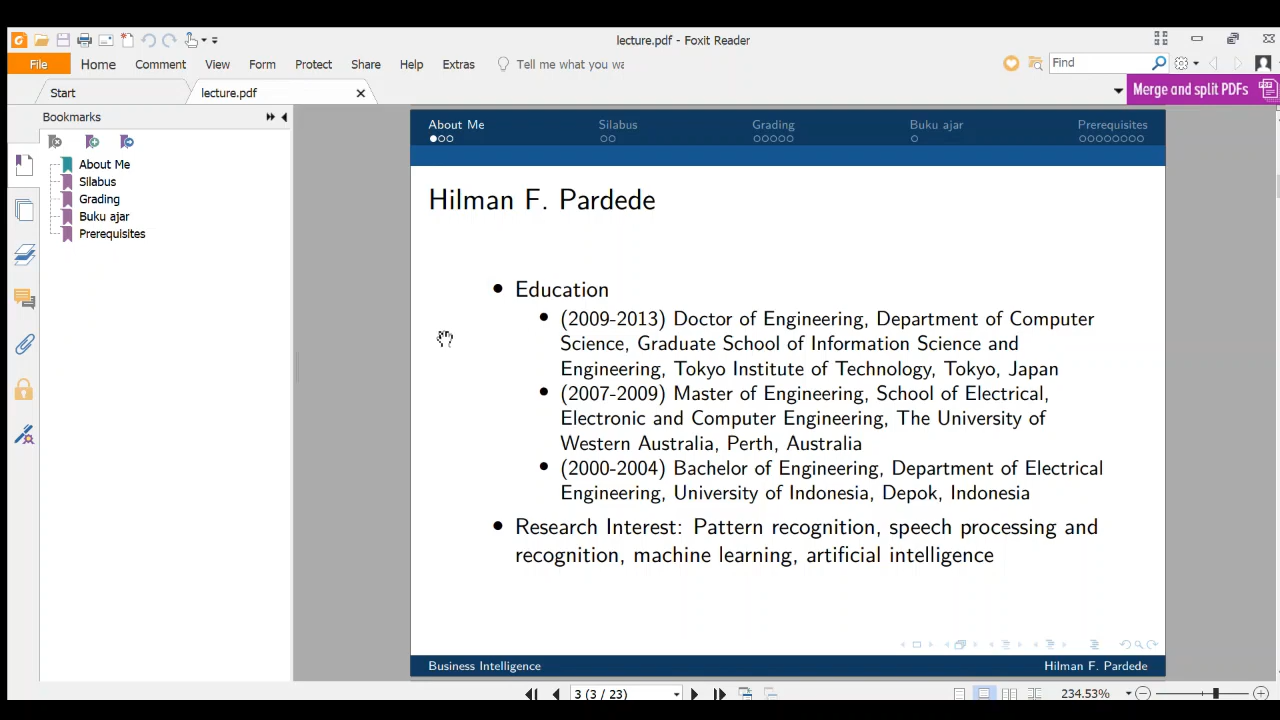 lecture.pdf - Foxit Reader
File Home Comment View Form Protect Share Help Extras Tell me what you wa Find
Start lecture.pdf Merge and split PDFs
Bookmarks
About Me
Silabus
Grading
Buku ajar
Prerequisites
About Me Silabus Grading Buku ajar Prerequisites
Hilman F. Pardede
• Education
• (2009-2013) Doctor of Engineering, Department of Computer
Science, Graduate School of Information Science and
Engineering, Tokyo Institute of Technology, Tokyo, Japan
• (2007-2009) Master of Engineering, School of Electrical,
Electronic and Computer Engineering, The University of
Western Australia, Perth, Australia
• (2000-2004) Bachelor of Engineering, Department of Electrical
Engineering, University of Indonesia, Depok, Indonesia
• Research Interest: Pattern recognition, speech processing and
recognition, machine learning, artificial intelligence
Business Intelligence Hilman F. Pardede
3 (3 / 23) 234.53%